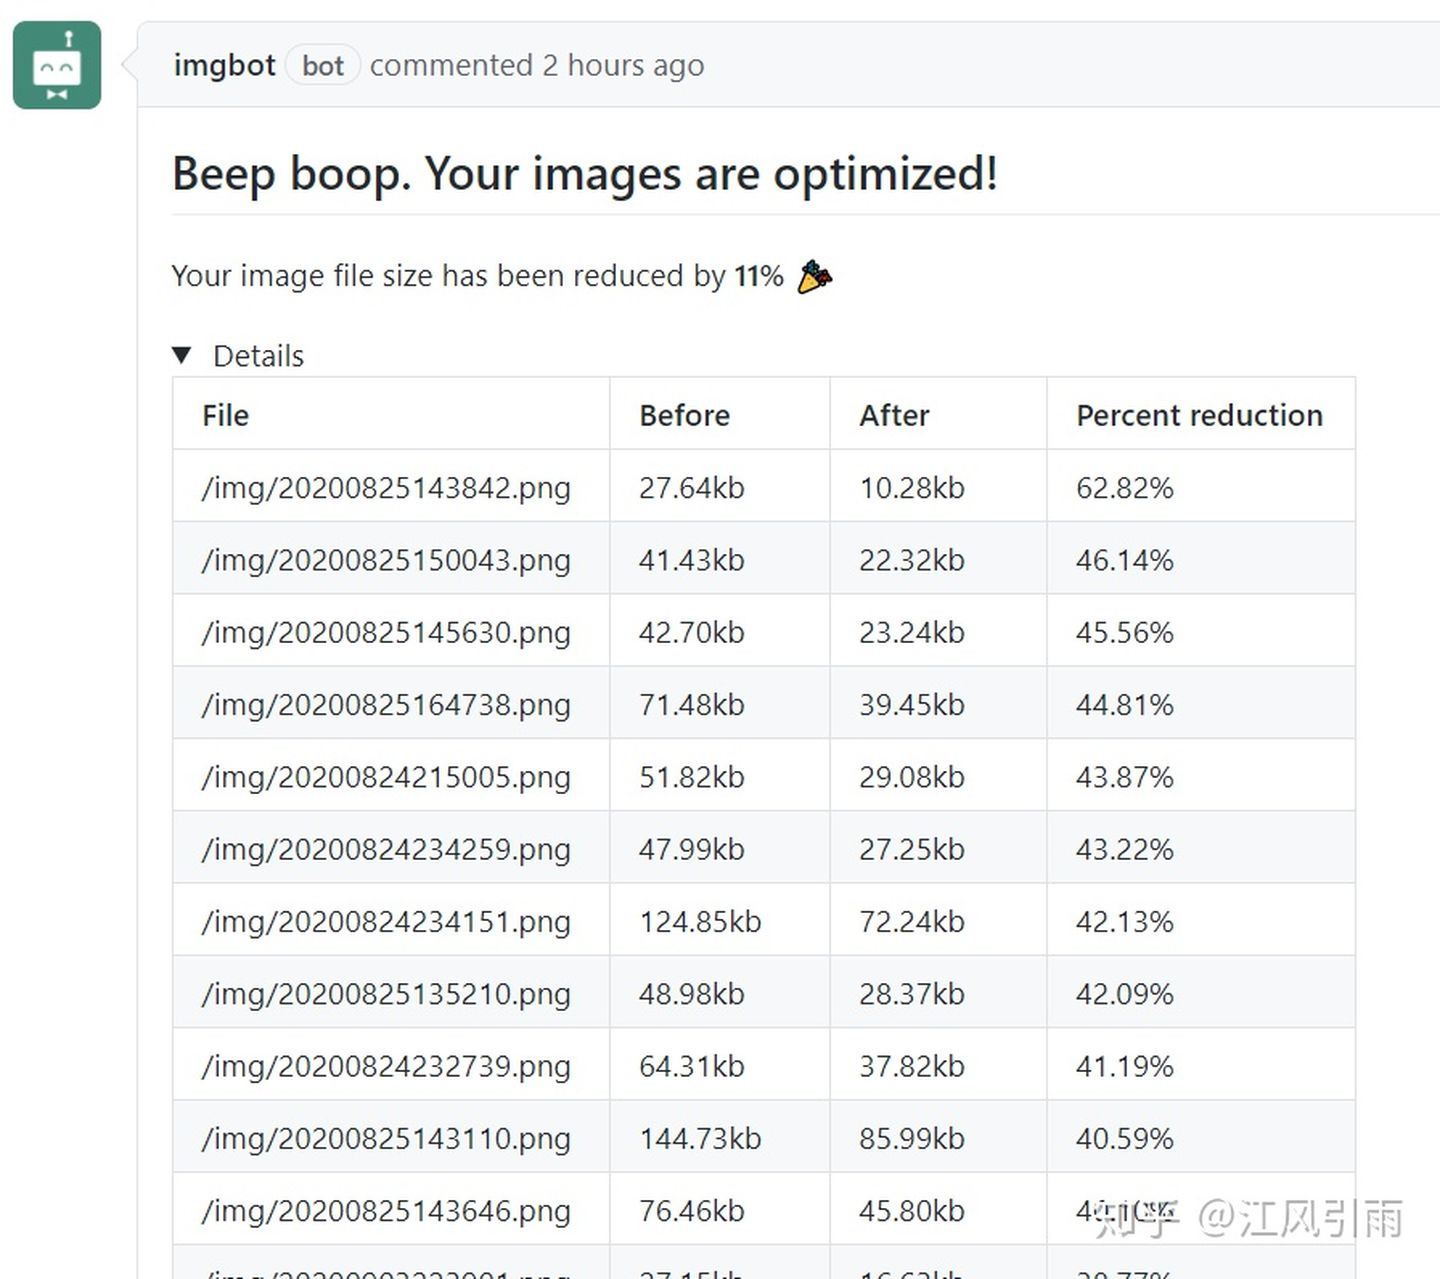 imgbot bot commented 2 hours ago
Beep boop. Your images are optimized!
Your image file size has been reduced by 11% 🎉
▼ Details
File Before After Percent reduction
/img/20200825143842.png 27.64kb 10.28kb 62.82%
/img/20200825150043.png 41.43kb 22.32kb 46.14%
/img/20200825145630.png 42.70kb 23.24kb 45.56%
/img/20200825164738.png 71.48kb 39.45kb 44.81%
/img/20200824215005.png 51.82kb 29.08kb 43.87%
/img/20200824234259.png 47.99kb 27.25kb 43.22%
/img/20200824234151.png 124.85kb 72.24kb 42.13%
/img/20200825135210.png 48.98kb 28.37kb 42.09%
/img/20200824232739.png 64.31kb 37.82kb 41.19%
/img/20200825143110.png 144.73kb 85.99kb 40.59%
/img/20200825143646.png 76.46kb 45.80kb
知乎 @江风引雨